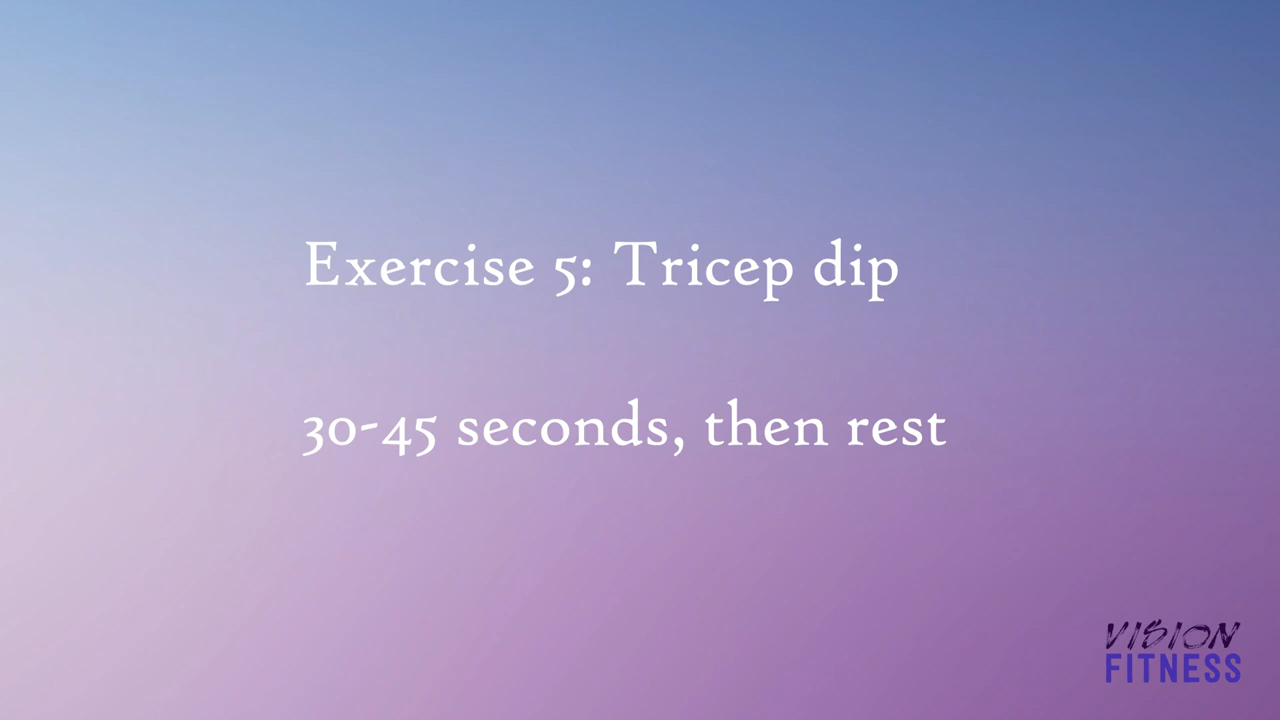 Exercise 5: Tricep dip
30-45 seconds, then rest
VISION
FITNESS